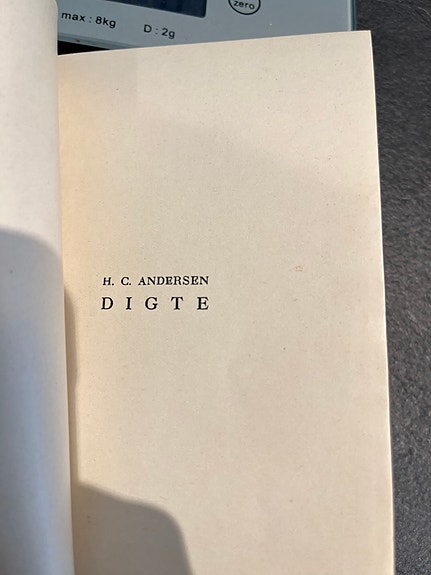 zero
max : 8kg
D : 2g
H. C. ANDERSEN
DIGTE